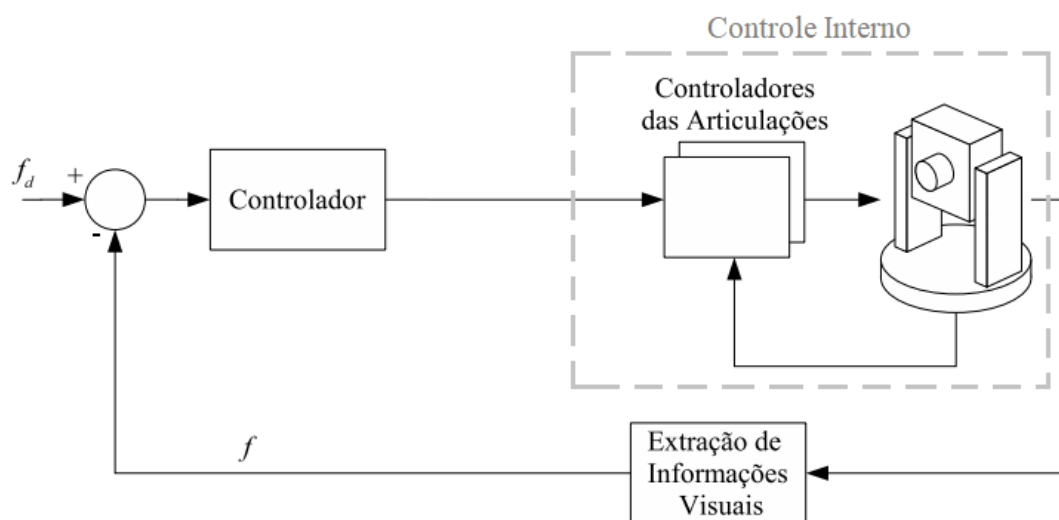 Controle Interno
Controladores
das Articulações
f_d
+
-
Controlador
f
Extração de
Informações
Visuais